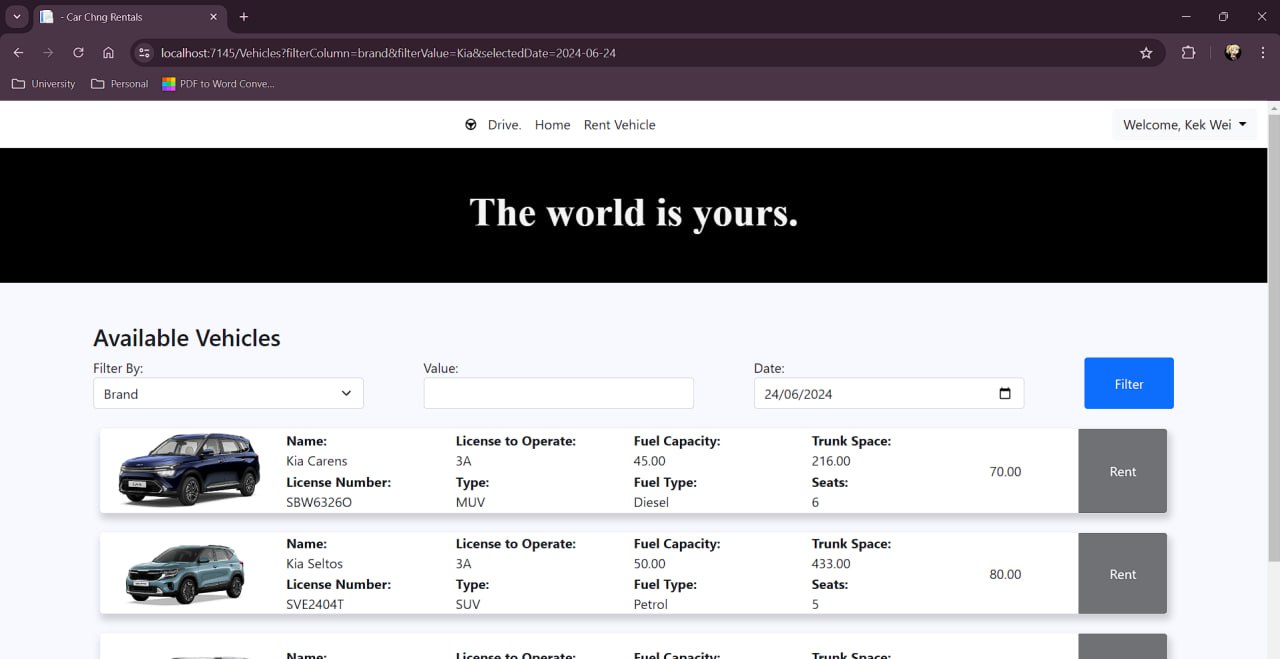 - Car Chng Rentals
localhost:7145/Vehicles?filterColumn=brand&filterValue=Kia&selectedDate=2024-06-24
University Personal PDF to Word Conve...
Drive. Home Rent Vehicle Welcome, Kek Wei
The world is yours.
Available Vehicles
Filter By: Value: Date:
Brand 24/06/2024 Filter
Name: License to Operate: Fuel Capacity: Trunk Space:
Kia Carens 3A 45.00 216.00
70.00 Rent
License Number: Type: Fuel Type: Seats:
SBW6326O MUV Diesel 6
Name: License to Operate: Fuel Capacity: Trunk Space:
Kia Seltos 3A 50.00 433.00
80.00 Rent
License Number: Type: Fuel Type: Seats:
SVE2404T SUV Petrol 5
Name: License to Operate: Fuel Capacity: Trunk Space: